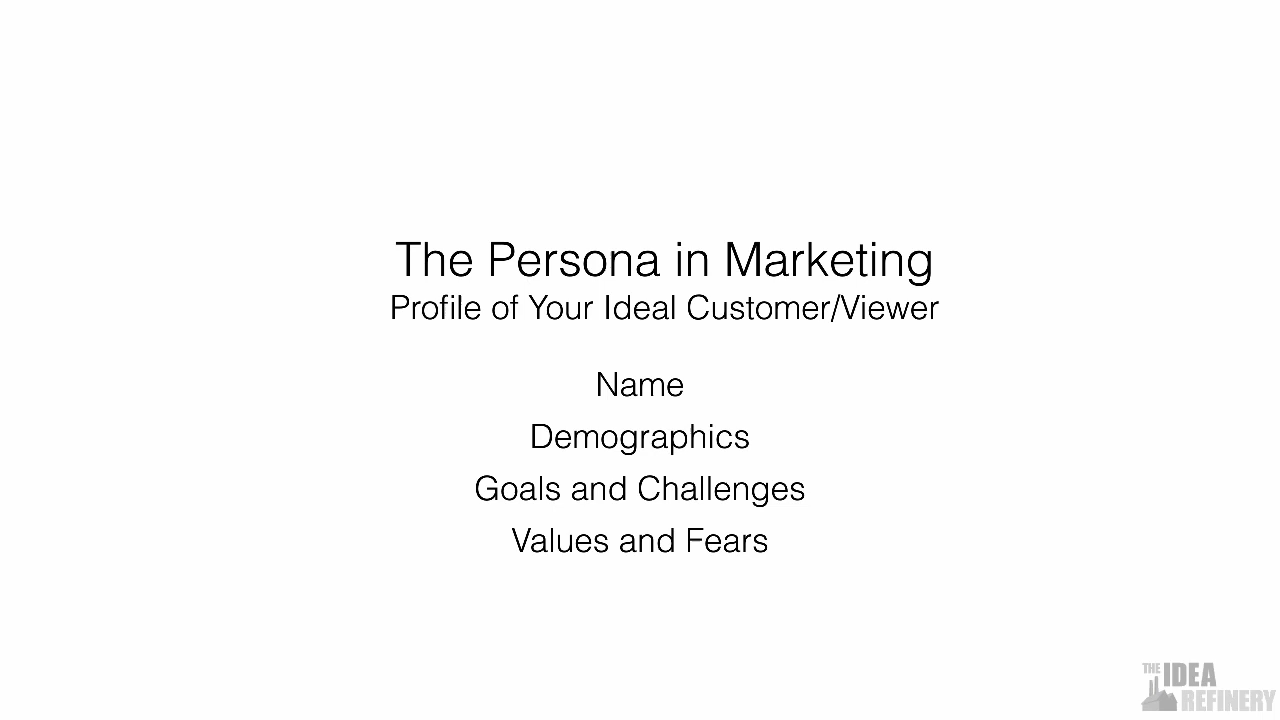 The Persona in Marketing
Profile of Your Ideal Customer/Viewer
Name
Demographics
Goals and Challenges
Values and Fears
THE IDEA
REFINERY